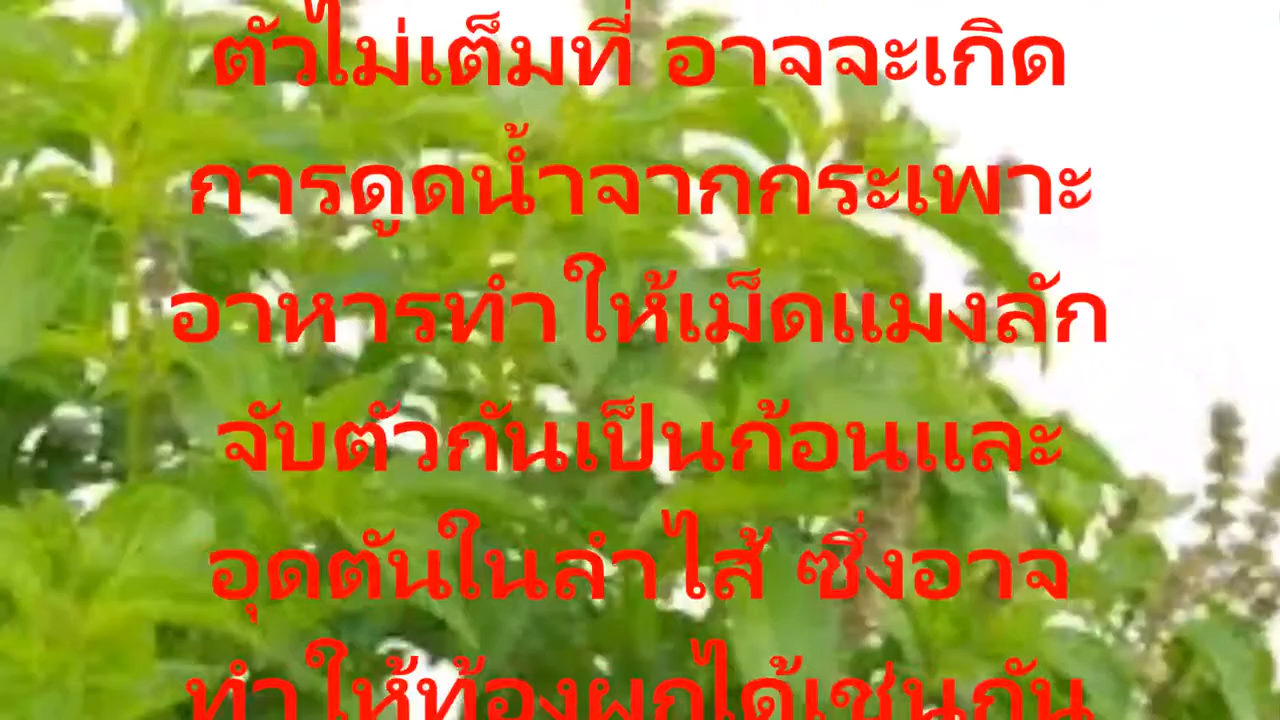 ตัวไม่เต็มที่ อาจจะเกิด
การดูดน้ำจากกระเพาะ
อาหารทำให้เม็ดแมงลัก
จับตัวกันเป็นก้อนและ
อุดตันในลำไส้ ซึ่งอาจ
ทำให้ท้องผูกได้เช่นกัน